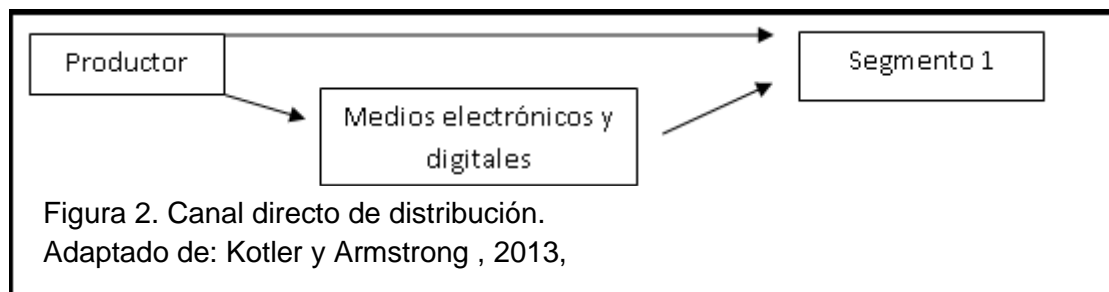 Productor
Segmento 1
Medios electrónicos y
digitales
Figura 2. Canal directo de distribución.
Adaptado de: Kotler y Armstrong , 2013,